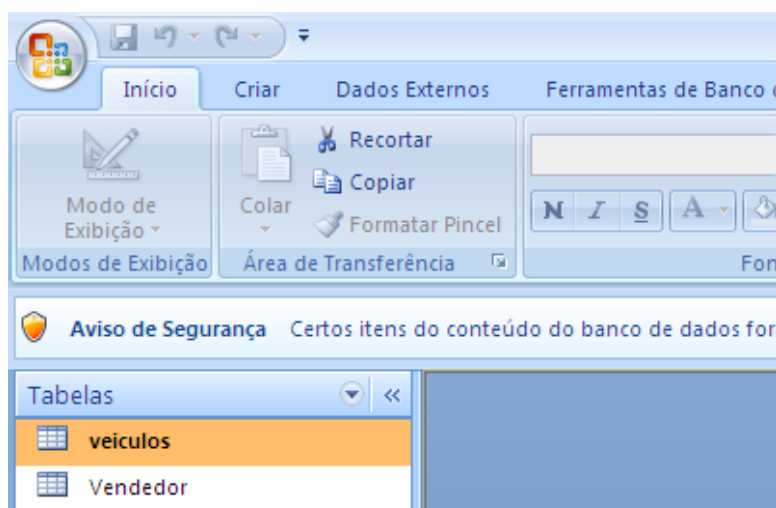 Início Criar Dados Externos Ferramentas de Banco
Modo de Exibição
Modos de Exibição
Colar
Recortar
Copiar
Formatar Pincel
Área de Transferência
N I S A
Aviso de Segurança Certos itens do conteúdo do banco de dados
Tabelas
veiculos
Vendedor